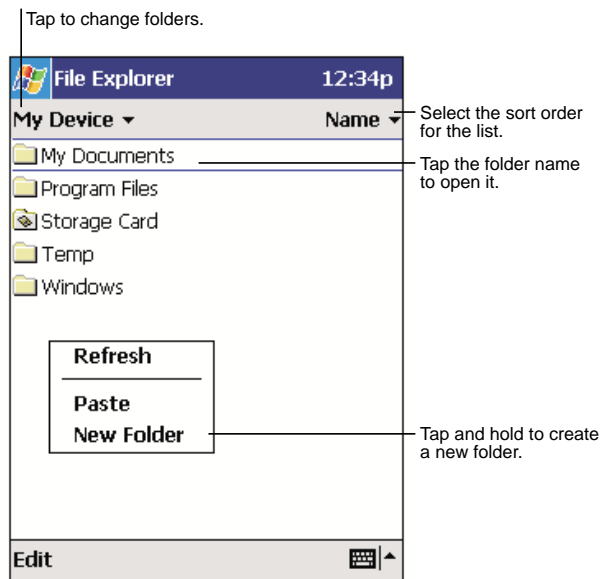 Tap to change folders.
File Explorer 12:34p
My Device Name
Select the sort order
for the list.
My Documents
Tap the folder name
to open it.
Program Files
Storage Card
Temp
Windows
Refresh
Paste
New Folder
Tap and hold to create
a new folder.
Edit